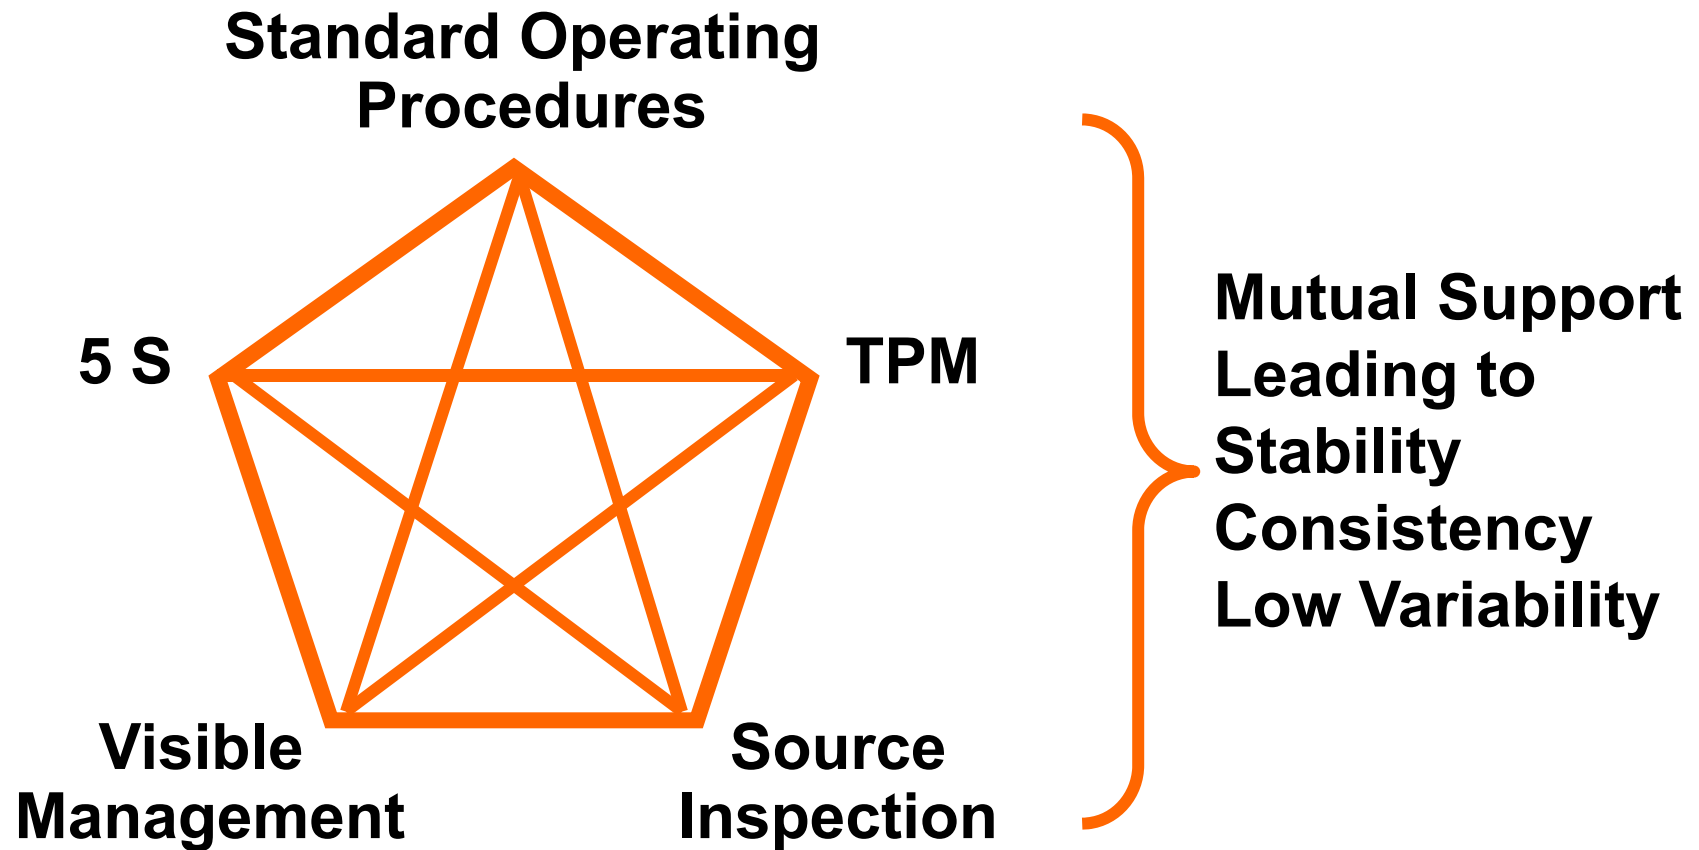 Standard Operating
Procedures
5 S
TPM
Visible
Management
Source
Inspection
Mutual Support
Leading to
Stability
Consistency
Low Variability